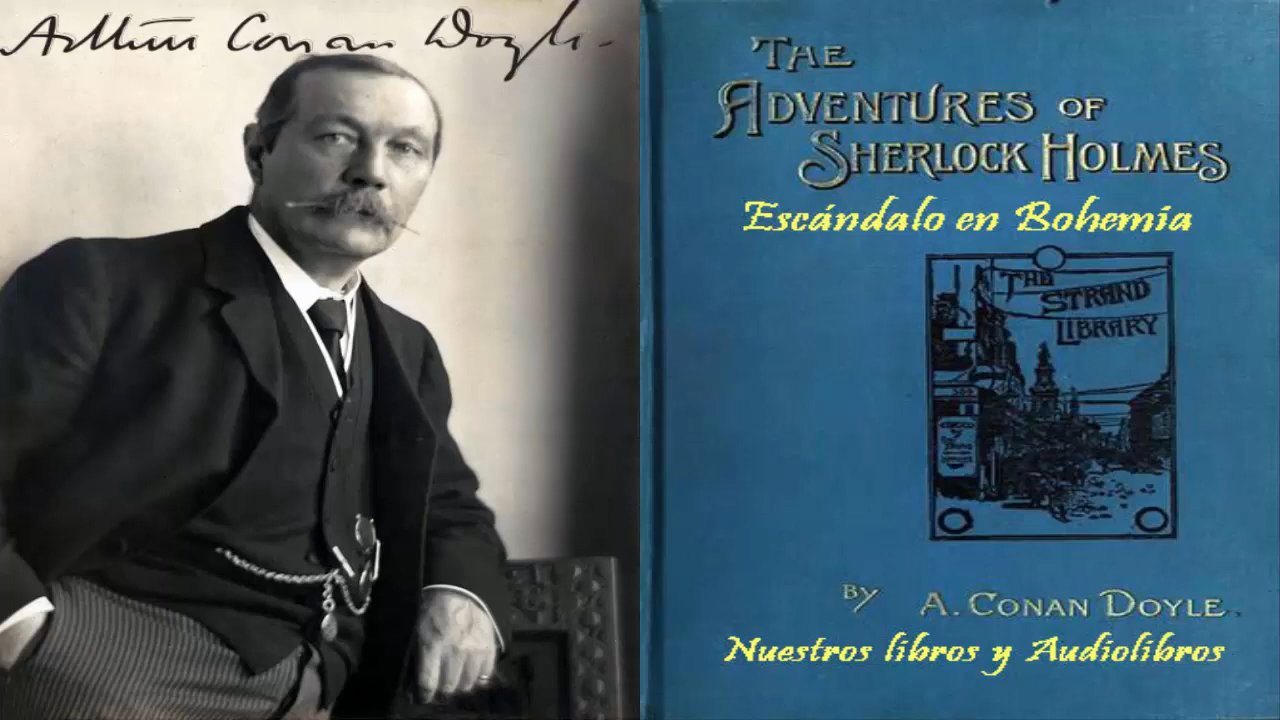 Arthur Conan Doyle.
THE
ADVENTURES OF
SHERLOCK HOLMES
Escándalo en Bohemia
THE
STRAND
LIBRARY
BY A. CONAN DOYLE.
Nuestros libros y Audiolibros